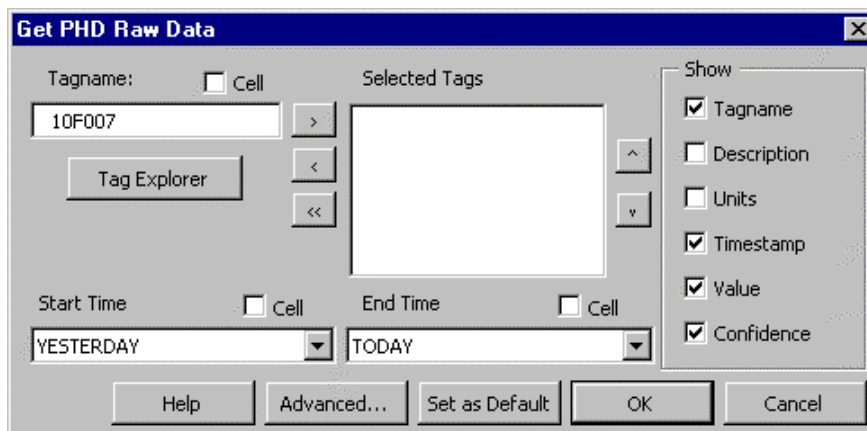 Get PHD Raw Data
Tagname:
Cell
10F007
>
<
<<
Tag Explorer
Selected Tags
^
v
Show
Tagname
Description
Units
Timestamp
Value
Confidence
Start Time
Cell
YESTERDAY
End Time
Cell
TODAY
Help
Advanced...
Set as Default
OK
Cancel